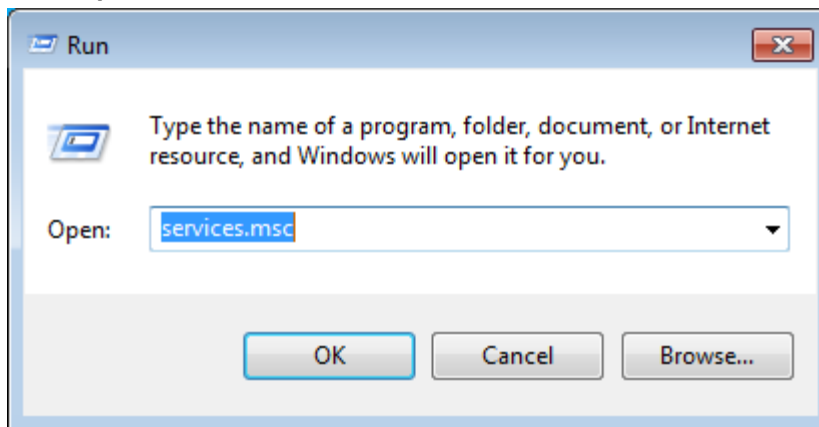 Run
Type the name of a program, folder, document, or Internet
resource, and Windows will open it for you.
Open: services.msc
OK Cancel Browse...